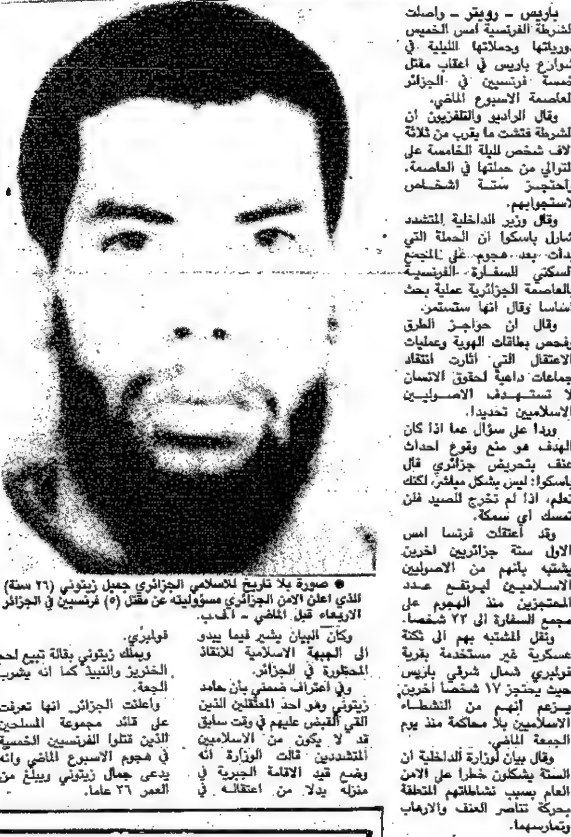 باريس - رويتر - واصلت
الشرطة الفرنسية امس الخميس
دورياتها وحملاتها الليلية في
شوارع باريس في اعقاب مقتل
خمسة فرنسيين في الجزائر
العاصمة الاسبوع الماضي.
وقال الراديو والتلفزيون ان
الشرطة فتشت ما يقرب من ثلاثة
الاف شخص لليلة الخامسة على
التوالي من حملتها في العاصمة.
واحتجز ستة اشخاص
لاستجوابهم.
وقال وزير الداخلية المتشدد
شارل باسكوا ان الحملة التي
بدأت بعد هجوم على المجمع
السكني للسفارة الفرنسية
بالعاصمة الجزائرية عملية بحث
أساسا وقال انها ستستمر.
وقال ان حواجز الطرق
وفحص بطاقات الهوية وعمليات
الاعتقال التي اثارت انتقاد
جماعات داعية لحقوق الانسان
لا تستهدف الاصوليين
الاسلاميين تحديدا.
وردا على سؤال عما اذا كان
الهدف هو منع وقوع احداث
عنف بتحريض جزائري قال
باسكوا: ليس بشكل مباشر، لكنك
تعلم، اذا لم تخرج للصيد فلن
تمسك اي سمكة.
وقد اعتقلت فرنسا امس
الاول ستة جزائريين اخرين
يشتبه بأنهم من الاصوليين
الاسلاميين ليرتفع عدد
المحتجزين منذ الهجوم على
مجمع السفارة الى ٢٣ شخصا.
ونقل المشتبه بهم الى ثكنة
عسكرية غير مستخدمة بقرية
فوليري شمال شرقي باريس
حيث يحتجز ١٧ شخصا آخرين
يزعم انهم من النشطاء
الاسلاميين بلا محاكمة منذ يوم
الجمعة الماضي.
وقال بيان لوزارة الداخلية ان
الستة يشكلون خطرا على الامن
العام بسبب نشاطاتهم المتعلقة
بحركة تناصر العنف والارهاب
وتمارسهما.
● صورة بلا تاريخ للاسلامي الجزائري جميل زيتوني (٢٦ سنة)
الذي اعلن الامن الجزائري مسؤوليته عن مقتل (٥) فرنسيين في الجزائر
الاربعاء قبل الماضي - ا.ف.ب.
وكان البيان يشير فيما يبدو
الى الجبهة الاسلامية للانقاذ
المحظورة في الجزائر.
وفي اعتراف ضمني بأن حامد
زيتوني وهو احد المعتقلين الذين
القي القبض عليهم في وقت سابق
قد لا يكون من الاسلاميين
المتشددين قالت الوزارة انه
وضع قيد الاقامة الجبرية في
منزله بدلا من اعتقاله في
فوليري.
ويملك زيتوني بقالة تبيع لحم
الخنزير والنبيذ كما انه يشرب
الجعة.
وأعلنت الجزائر انها تعرفت
على قائد مجموعة المسلحين
الذين قتلوا الفرنسيين الخمسة
في هجوم الاسبوع الماضي وانه
يدعى جمال زيتوني ويبلغ من
العمر ٢٦ عاما.